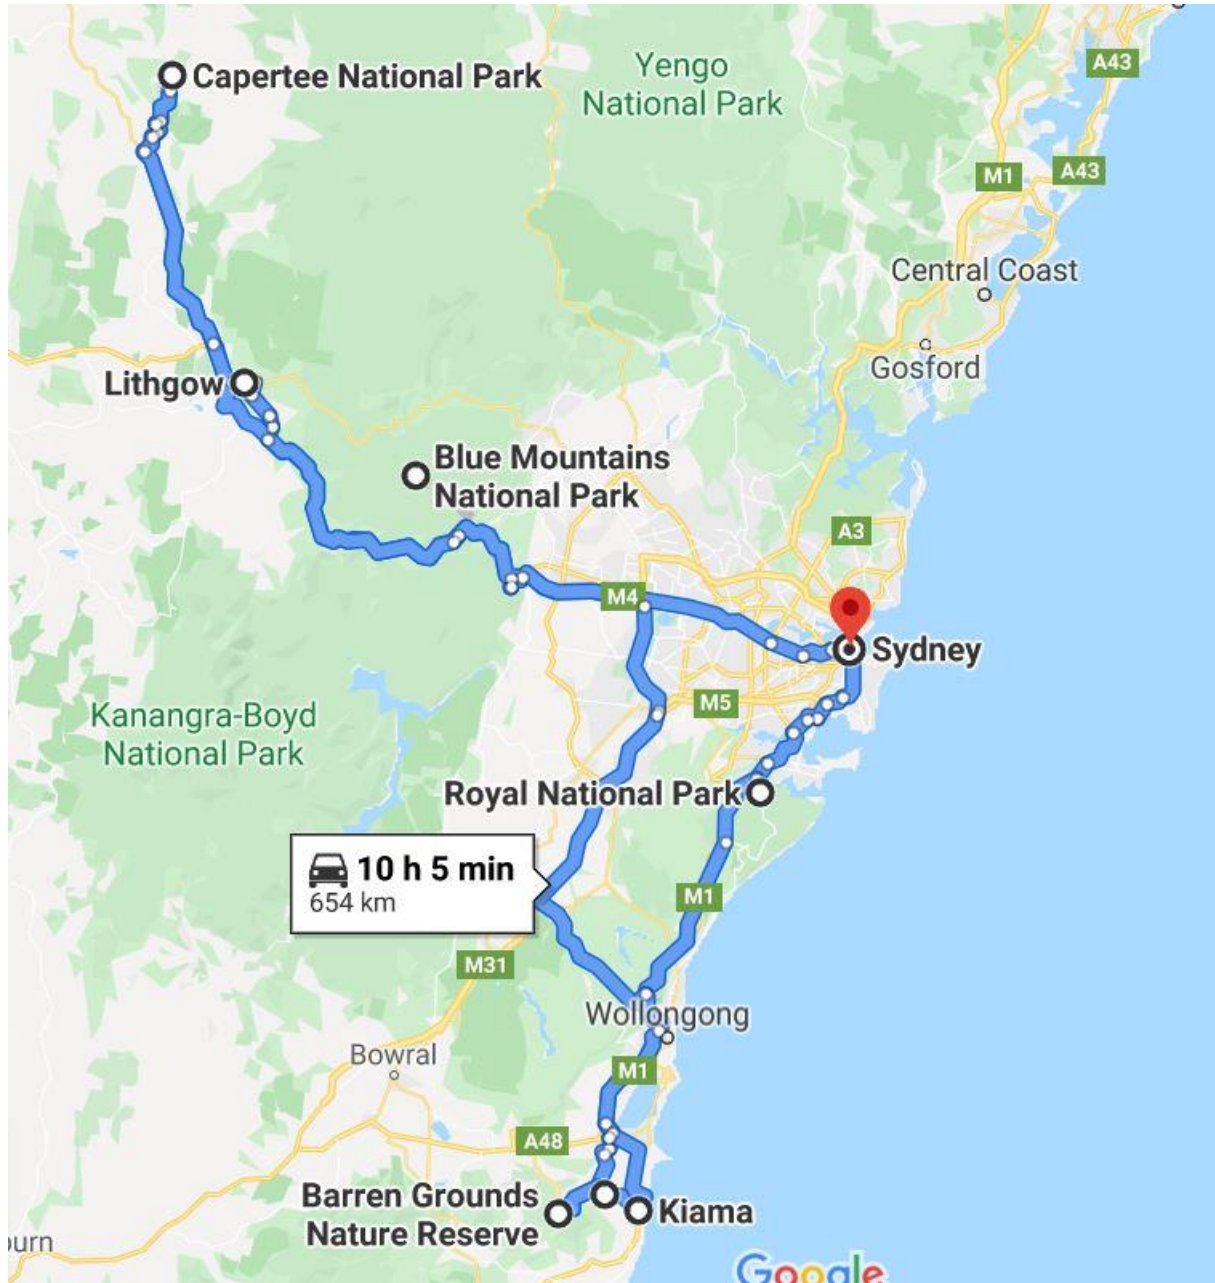 Capertee National Park
Yengo
National Park
A43
M1
A43
Central Coast
Gosford
Lithgow
Blue Mountains
National Park
A3
M4
Sydney
M5
Kanangra-Boyd
National Park
Royal National Park
10 h 5 min
654 km
M1
M31
Wollongong
Bowral
M1
A48
Barren Grounds
Nature Reserve
Kiama
urn
Google